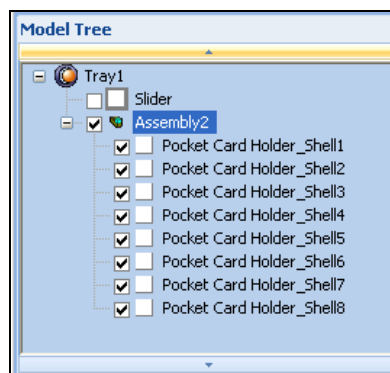 Model Tree
Tray1
Slider
Assembly2
Pocket Card Holder_Shell1
Pocket Card Holder_Shell2
Pocket Card Holder_Shell3
Pocket Card Holder_Shell4
Pocket Card Holder_Shell5
Pocket Card Holder_Shell6
Pocket Card Holder_Shell7
Pocket Card Holder_Shell8